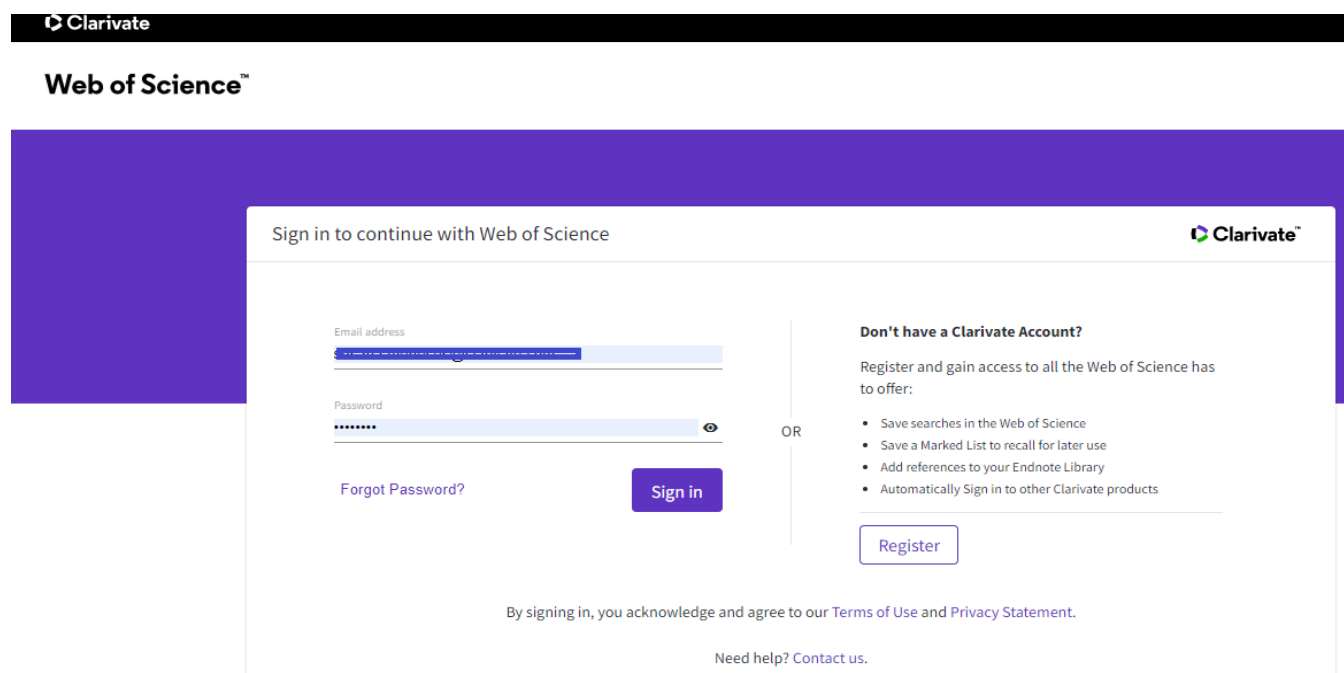 Clarivate
Web of Science™
Sign in to continue with Web of Science
Clarivate™
Email address
Password
••••••••
Forgot Password?
Sign in
OR
Don't have a Clarivate Account?
Register and gain access to all the Web of Science has
to offer:
• Save searches in the Web of Science
• Save a Marked List to recall for later use
• Add references to your Endnote Library
• Automatically Sign in to other Clarivate products
Register
By signing in, you acknowledge and agree to our Terms of Use and Privacy Statement.
Need help? Contact us.